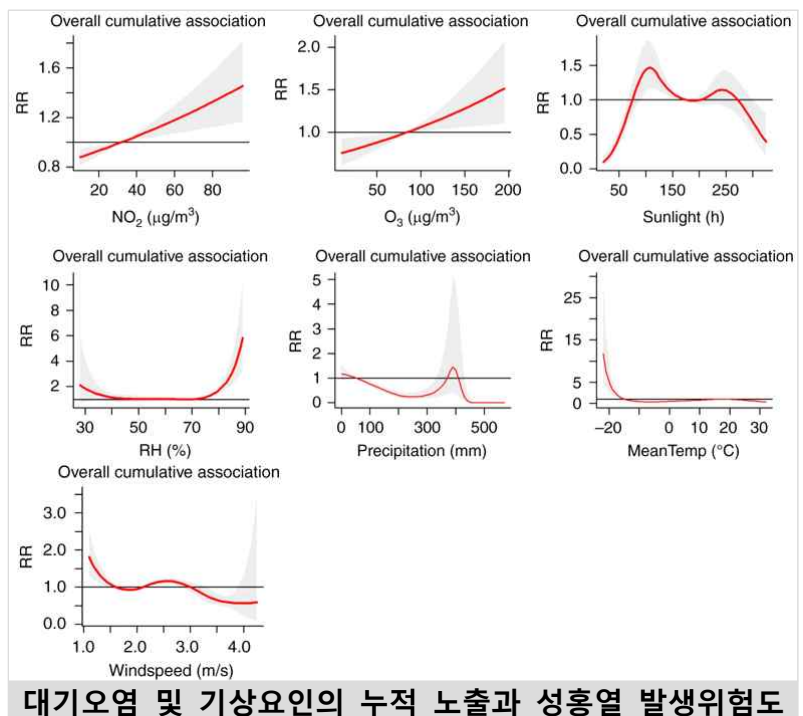 Overall cumulative association
RR
1.6
1.2
0.8
20 40 60 80
NO₂ (μg/m³)
Overall cumulative association
RR
2.0
1.5
1.0
50 100 150 200
O₃ (μg/m³)
Overall cumulative association
RR
1.5
1.0
0.5
0.0
50 150 250
Sunlight (h)
Overall cumulative association
RR
10
8
6
4
2
30 50 70 90
RH (%)
Overall cumulative association
RR
5
4
3
2
1
0
0 100 300 500
Precipitation (mm)
Overall cumulative association
RR
25
15
5
0
−20 0 10 20 30
MeanTemp (°C)
Overall cumulative association
RR
3.0
2.0
1.0
0.0
1.0 2.0 3.0 4.0
Windspeed (m/s)
대기오염 및 기상요인의 누적 노출과 성홍열 발생위험도